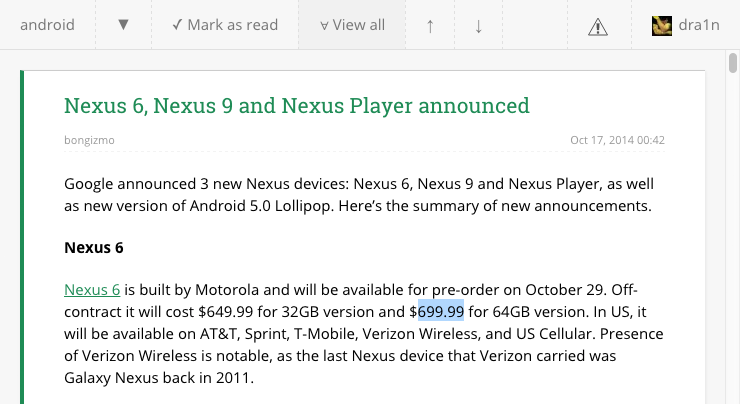 android ▼ ✓ Mark as read ∀ View all ↑ ↓ ⚠ dra1n
Nexus 6, Nexus 9 and Nexus Player announced
bongizmo Oct 17, 2014 00:42
Google announced 3 new Nexus devices: Nexus 6, Nexus 9 and Nexus Player, as well
as new version of Android 5.0 Lollipop. Here’s the summary of new announcements.
Nexus 6
Nexus 6 is built by Motorola and will be available for pre-order on October 29. Off-
contract it will cost $649.99 for 32GB version and $699.99 for 64GB version. In US, it
will be available on AT&T, Sprint, T-Mobile, Verizon Wireless, and US Cellular. Presence
of Verizon Wireless is notable, as the last Nexus device that Verizon carried was
Galaxy Nexus back in 2011.